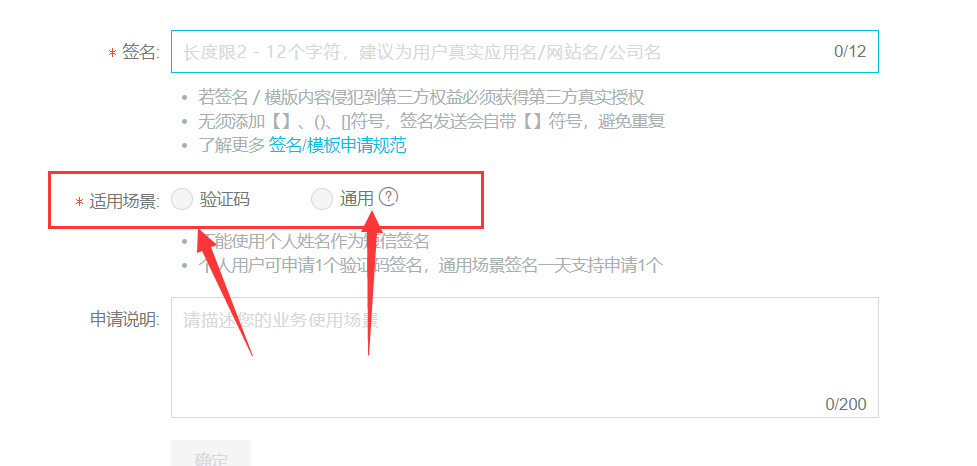 * 签名: 长度限2 - 12个字符，建议为用户真实应用名/网站名/公司名 0/12
• 若签名 / 模版内容侵犯到第三方权益必须获得第三方真实授权
• 无须添加【】、()、[]符号，签名发送会自带【】符号，避免重复
• 了解更多 签名/模板申请规范
* 适用场景: 验证码 通用 ?
• 不能使用个人姓名作为短信签名
• 个人用户可申请1个验证码签名，通用场景签名一天支持申请1个
申请说明: 请描述您的业务使用场景
0/200
确定